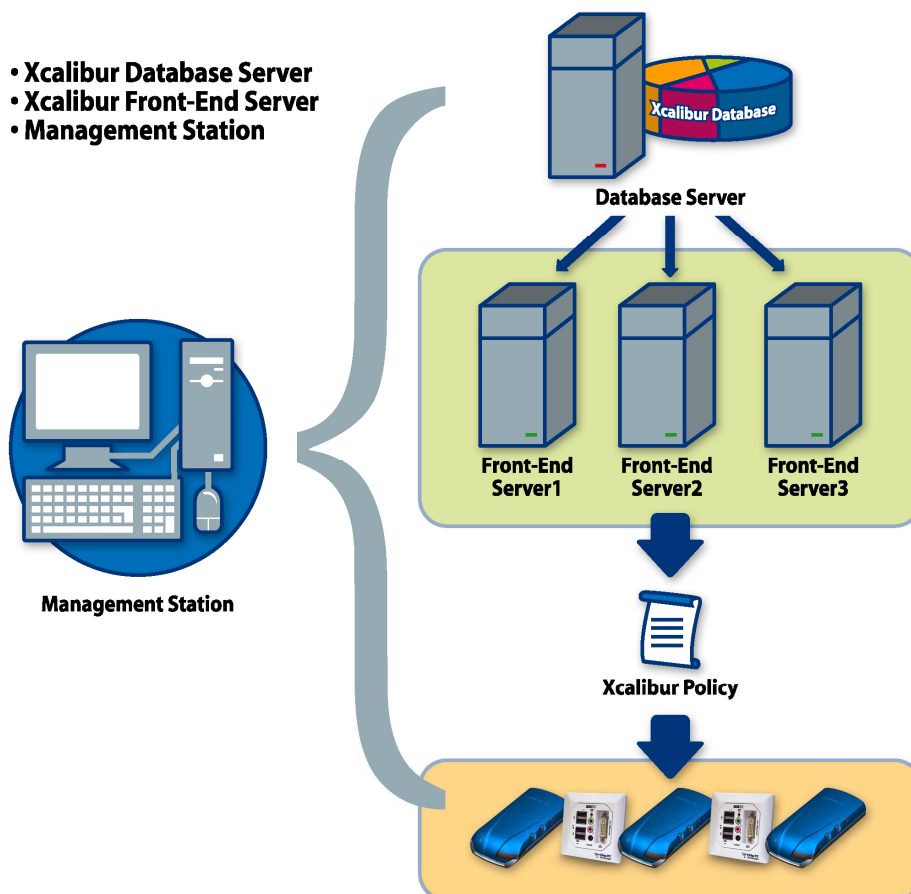 • Xcalibur Database Server
• Xcalibur Front-End Server
• Management Station
Xcalibur Database
Database Server
Front-End
Server1
Front-End
Server2
Front-End
Server3
Management Station
Xcalibur Policy